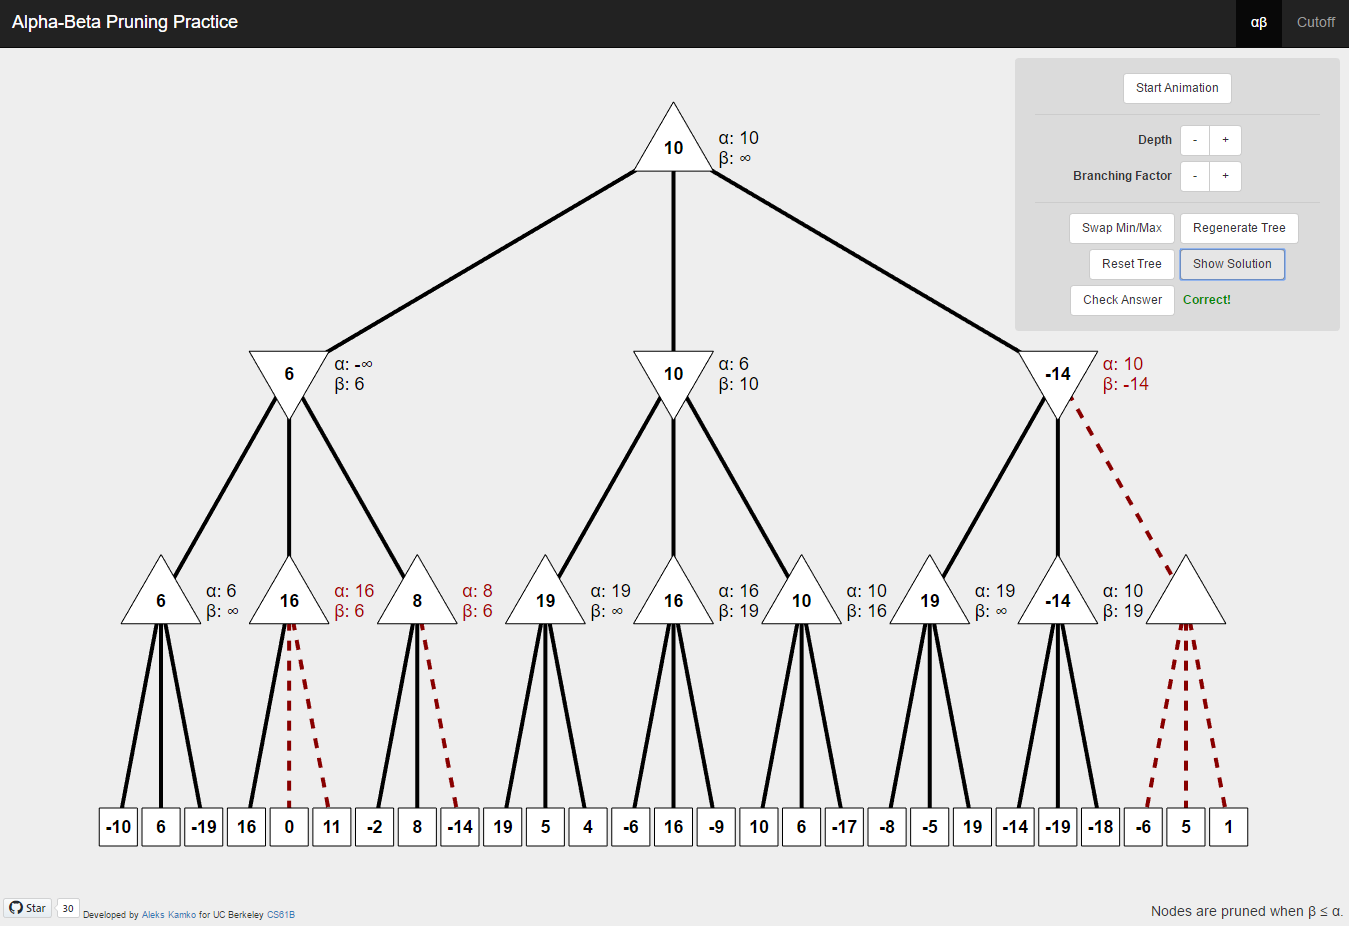 Alpha-Beta Pruning Practice
αβ
Cutoff
Start Animation
Depth - +
Branching Factor - +
Swap Min/Max Regenerate Tree
Reset Tree Show Solution
Check Answer Correct!
10
α: 10
β: ∞
6
α: -∞
β: 6
10
α: 6
β: 10
-14
α: 10
β: -14
6
α: 6
β: ∞
16
α: 16
β: 6
8
α: 8
β: 6
19
α: 19
β: ∞
16
α: 16
β: 19
10
α: 10
β: 16
19
α: 19
β: ∞
-14
α: 10
β: 19
-10 6 -19 16 0 11 -2 8 -14 19 5 4 -6 16 -9 10 6 -17 -8 -5 19 -14 -19 -18 -6 5 1
Star 30 Developed by Aleks Kamko for UC Berkeley CS61B
Nodes are pruned when β ≤ α.